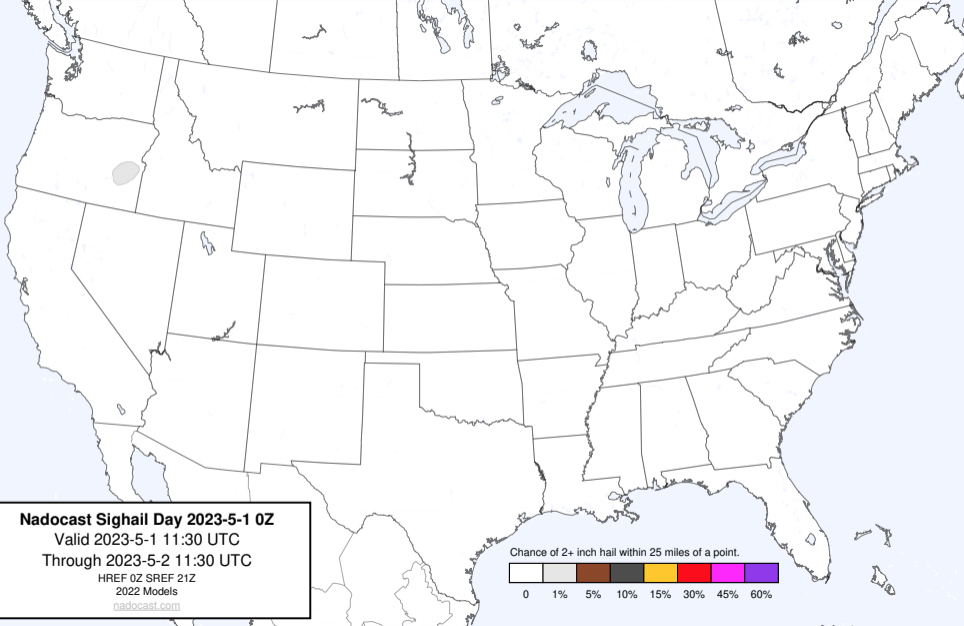 Nadocast Sighail Day 2023-5-1 0Z
Valid 2023-5-1 11:30 UTC
Through 2023-5-2 11:30 UTC
HREF 0Z SREF 21Z
2022 Models
nadocast.com
Chance of 2+ inch hail within 25 miles of a point.
0 1% 5% 10% 15% 30% 45% 60%